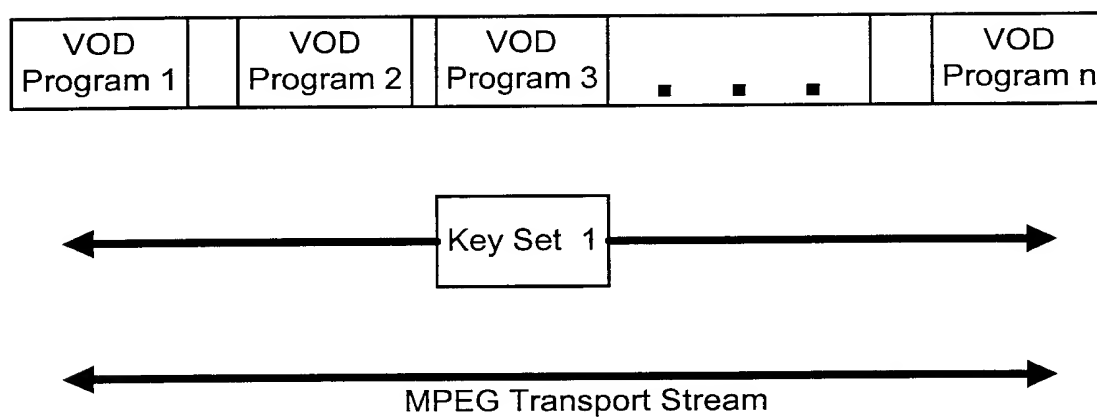 VOD
Program 1
VOD
Program 2
VOD
Program 3
. . .
VOD
Program n
Key Set 1
MPEG Transport Stream